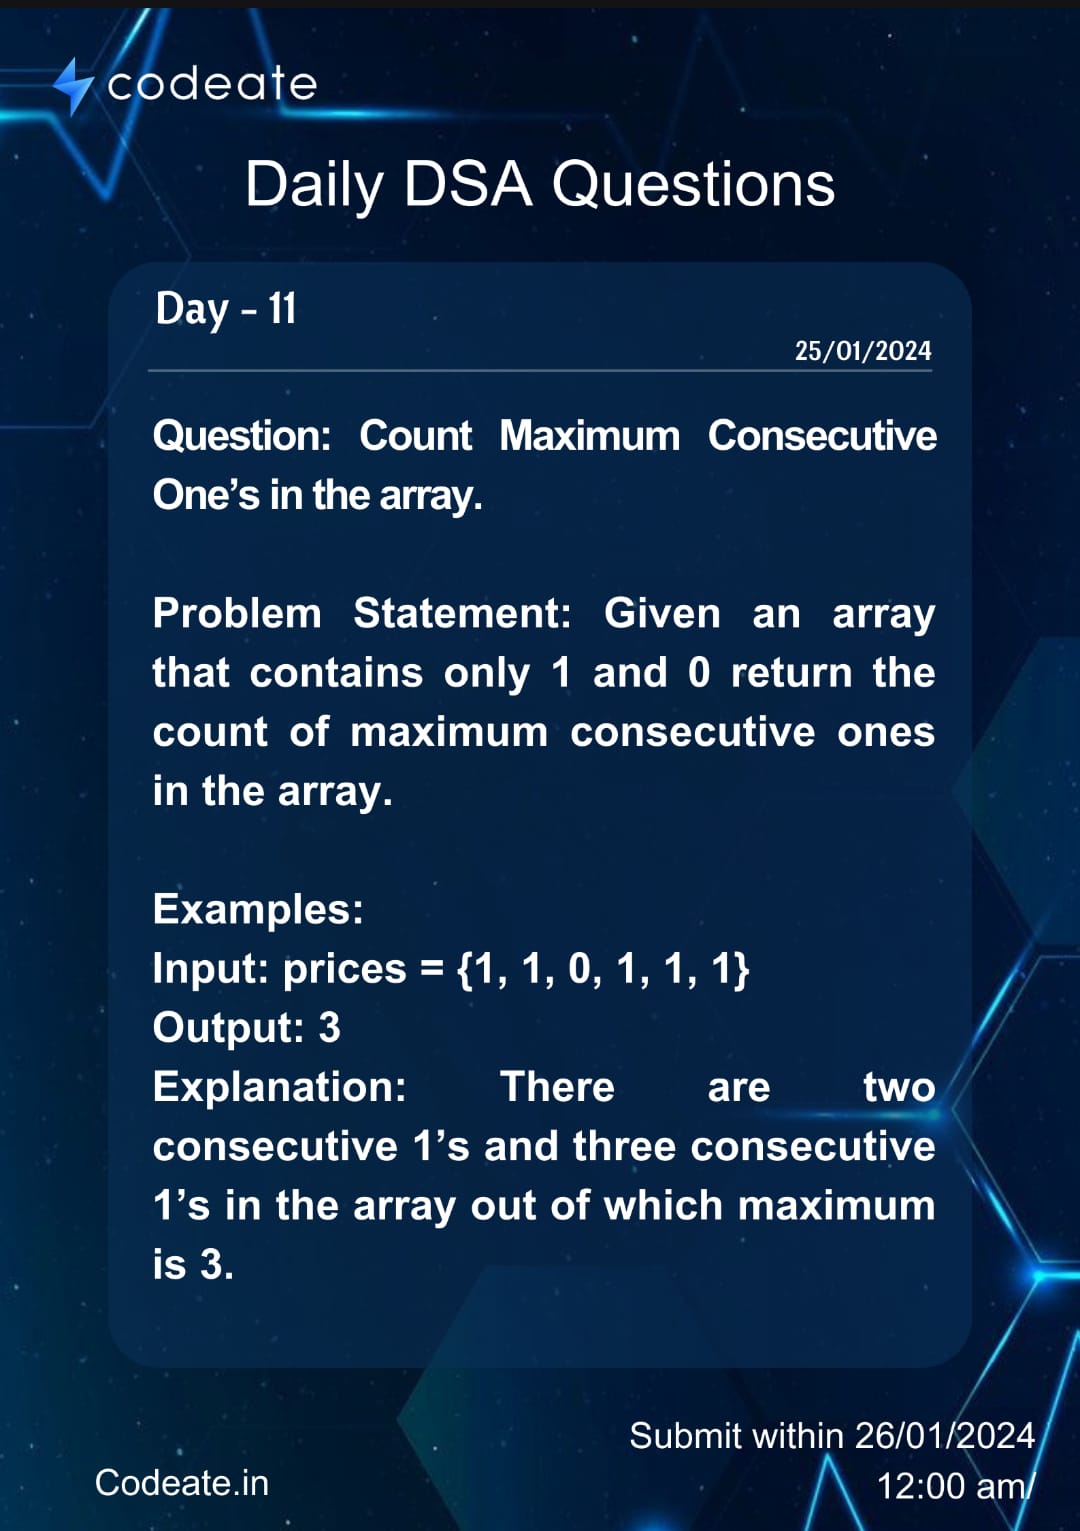 codeate
Daily DSA Questions
Day - 11
25/01/2024
Question: Count Maximum Consecutive
One’s in the array.
Problem Statement: Given an array
that contains only 1 and 0 return the
count of maximum consecutive ones
in the array.
Examples:
Input: prices = {1, 1, 0, 1, 1, 1}
Output: 3
Explanation: There are two
consecutive 1’s and three consecutive
1’s in the array out of which maximum
is 3.
Submit within 26/01/2024
12:00 am/
Codeate.in